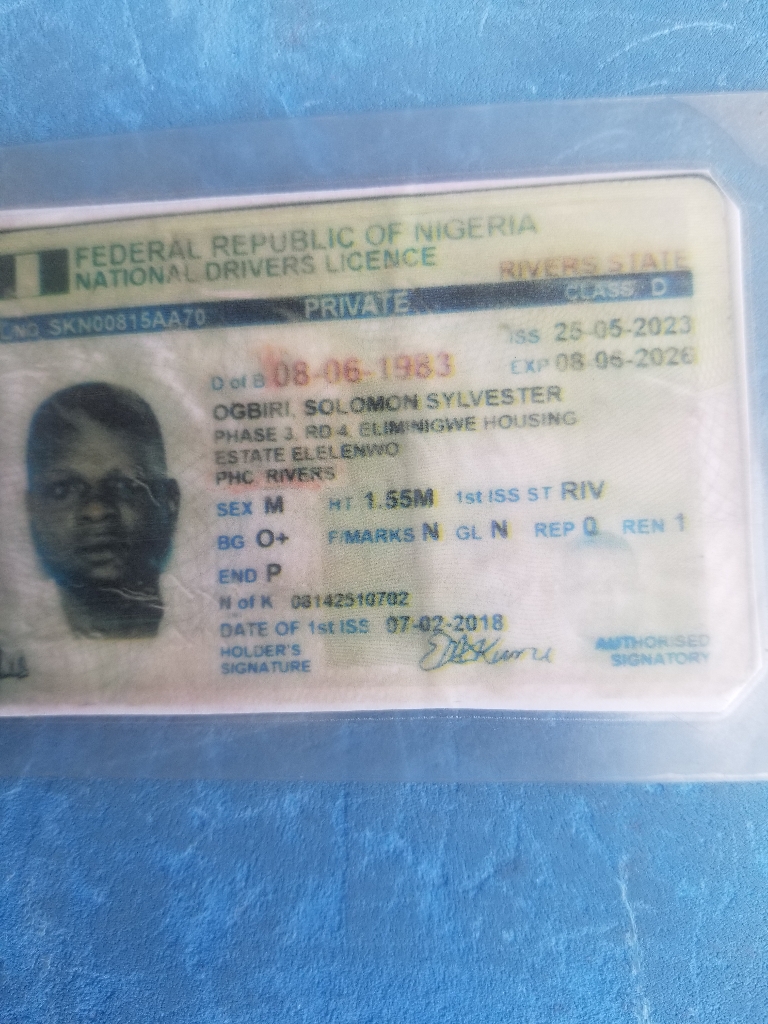 FEDERAL REPUBLIC OF NIGERIA
NATIONAL DRIVERS LICENCE
RIVERS STATE
PRIVATE
CLASS D
L/NO SKN00815AA70
ISS 25-05-2023
D of B 08-06-1983
EXP 08-06-2026
OGBIRI, SOLOMON SYLVESTER
PHASE 3, RD 4, ELIMINIGWE HOUSING
ESTATE ELELENWO
PHC RIVERS
SEX M HT 1.55M 1st ISS ST RIV
BG O+ F/MARKS N GL N REP 0 REN 1
END P
N of K 08142510702
DATE OF 1st ISS 07-02-2018
HOLDER'S
SIGNATURE
AUTHORISED
SIGNATORY